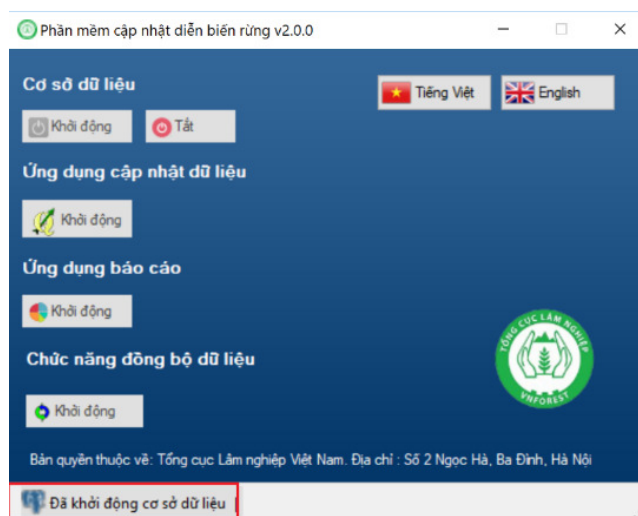 Phần mềm cập nhật diễn biến rừng v2.0.0
Cơ sở dữ liệu
Tiếng Việt
English
Khởi động
Tắt
Ứng dụng cập nhật dữ liệu
Khởi động
Ứng dụng báo cáo
Khởi động
TỔNG CỤC LÂM NGHIỆP
VNFOREST
Chức năng đồng bộ dữ liệu
Khởi động
Bản quyền thuộc về: Tổng cục Lâm nghiệp Việt Nam. Địa chỉ : Số 2 Ngọc Hà, Ba Đình, Hà Nội
Đã khởi động cơ sở dữ liệu